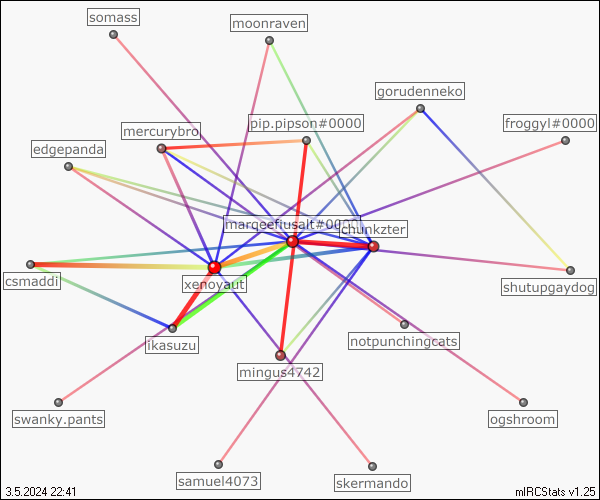 somass
moonraven
gorudenneko
pip.pipson#0000
froggyl#0000
mercurybro
edgepanda
marqeefusalt#0000
chunkzter
csmaddi
xenoyaut
shutupgaydog
notpunchingcats
ikasuzu
mingus4742
swanky.pants
ogshroom
samuel4073
skermando
3.5.2024 22:41
mIRCStats v1.25